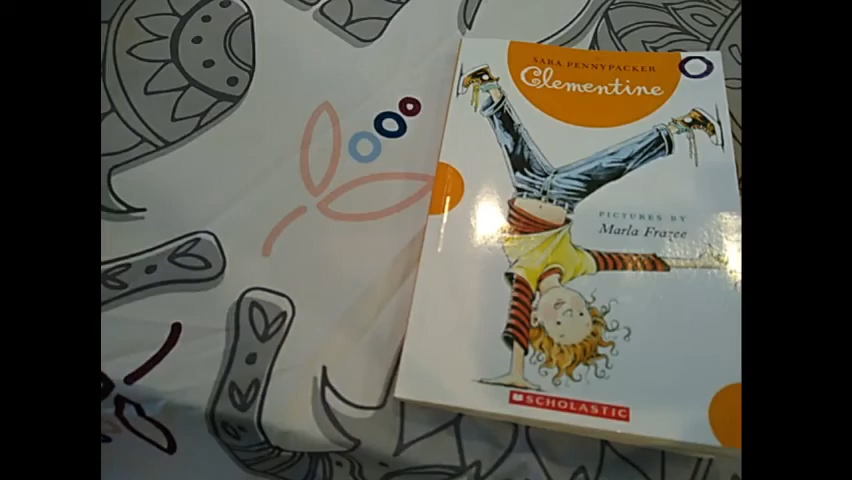 SARA PENNYPACKER
Clementine
PICTURES BY
Marla Frazee
SCHOLASTIC